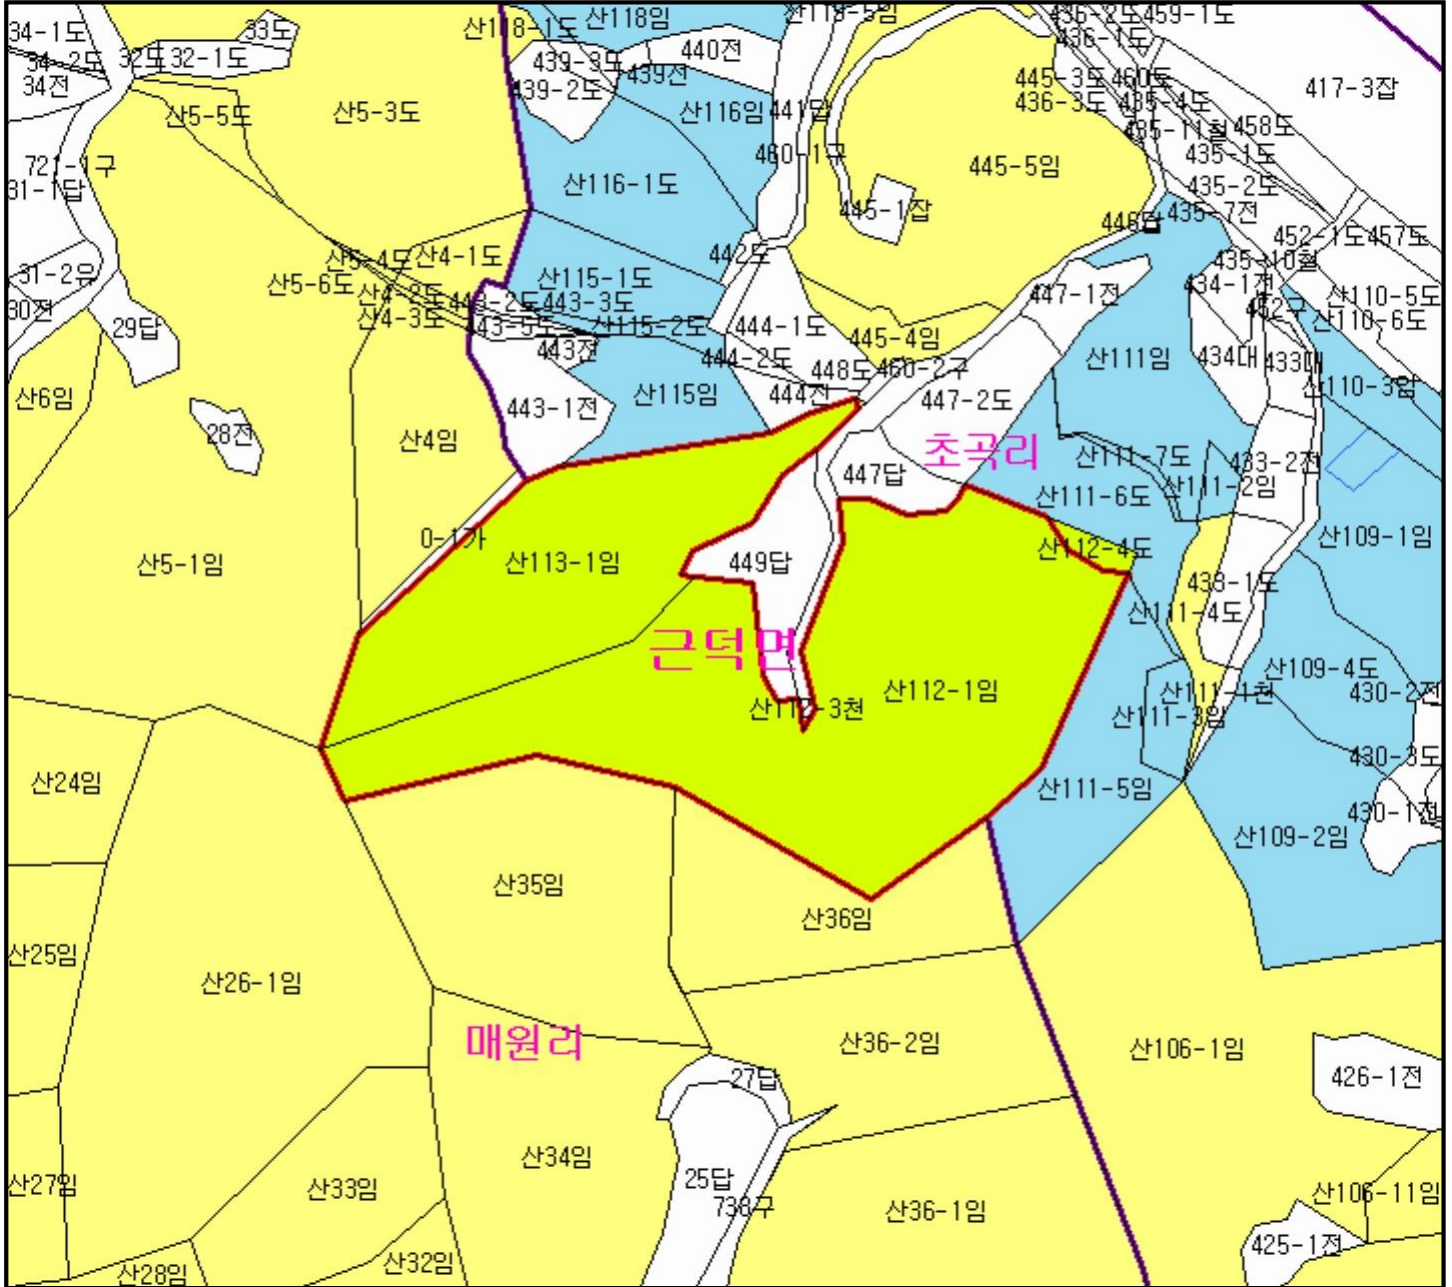 34-1도
33도
산118-1도
산118임
436-2도
459-1도
436-1도
34-2도
32도
32-1도
439-3도
440전
439전
34전
439-2도
445-3도
460도
417-3잡
산5-5도
산5-3도
산116임
441답
436-3도
435-4도
435-11철
458도
721-1구
460-1구
445-5임
435-1도
31-1답
산116-1도
435-2도
445-1잡
446답
435-7전
442도
452-1도
457도
산5-4도
산4-1도
산5-6도
산115-1도
31-2유
435-10철
434-1전
산4-2도
443-2도
443-3도
447-1전
산110-5도
30전
산4-3도
443-5도
산115-2도
444-1도
445-4임
452구
산110-6도
29답
443전
444-2도
448도
460-2구
산111임
434대
433대
산6임
443-1전
산115임
444전
447-2도
산110-3임
28전
산4임
초곡리
산111-7도
433-2전
447답
산111-2임
산111-6도
0-1가
산109-1임
산5-1임
산113-1임
449답
산112-4도
433-1도
산111-4도
근덕면
산109-4도
산112-1임
산111-1천
430-2전
산111-3임
산24임
430-3도
산111-5임
430-1전
산109-2임
산35임
산36임
산25임
산26-1임
매원리
산36-2임
산106-1임
27답
426-1전
산34임
25답
산27임
산33임
산106-11임
738구
산36-1임
425-1전
산32임
산28임